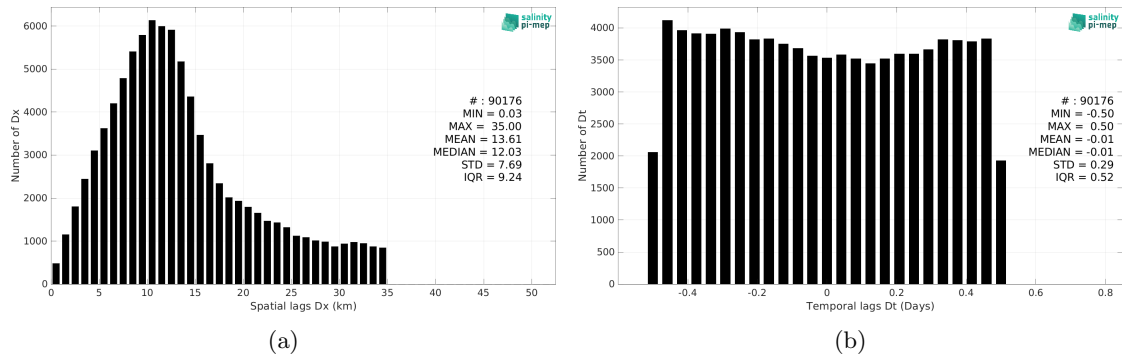 salinity
pi-mep
6000
5000
4000
3000
2000
1000
0
Number of Dx
# : 90176
MIN = 0.03
MAX = 35.00
MEAN = 13.61
MEDIAN = 12.03
STD = 7.69
IQR = 9.24
0 5 10 15 20 25 30 35 40 45 50
Spatial lags Dx (km)
(a)
salinity
pi-mep
4000
3500
3000
2500
2000
1500
1000
500
0
Number of Dt
# : 90176
MIN = -0.50
MAX = 0.50
MEAN = -0.01
MEDIAN = -0.01
STD = 0.29
IQR = 0.52
-0.4 -0.2 0 0.2 0.4 0.6 0.8
Temporal lags Dt (Days)
(b)